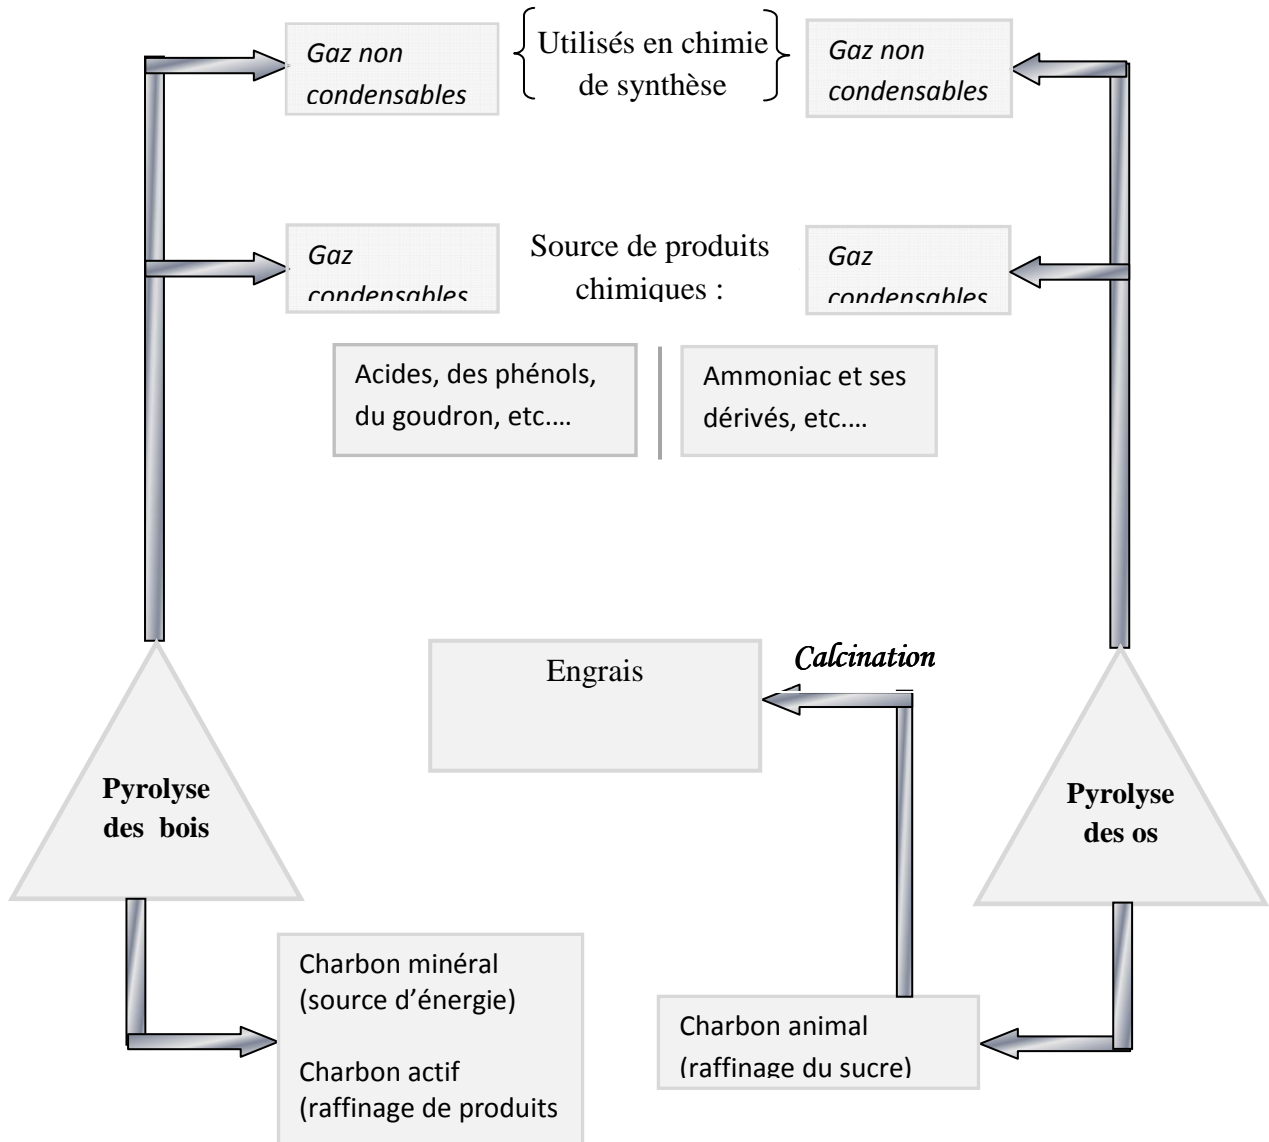 Gaz non
condensables
Utilisés en chimie
de synthèse
Gaz non
condensables
Gaz
condensables
Source de produits
chimiques :
Gaz
condensables
Acides, des phénols,
du goudron, etc.…
Ammoniac et ses
dérivés, etc.…
Engrais
Calcination
Pyrolyse
des bois
Pyrolyse
des os
Charbon minéral
(source d’énergie)
Charbon actif
(raffinage de produits
Charbon animal
(raffinage du sucre)